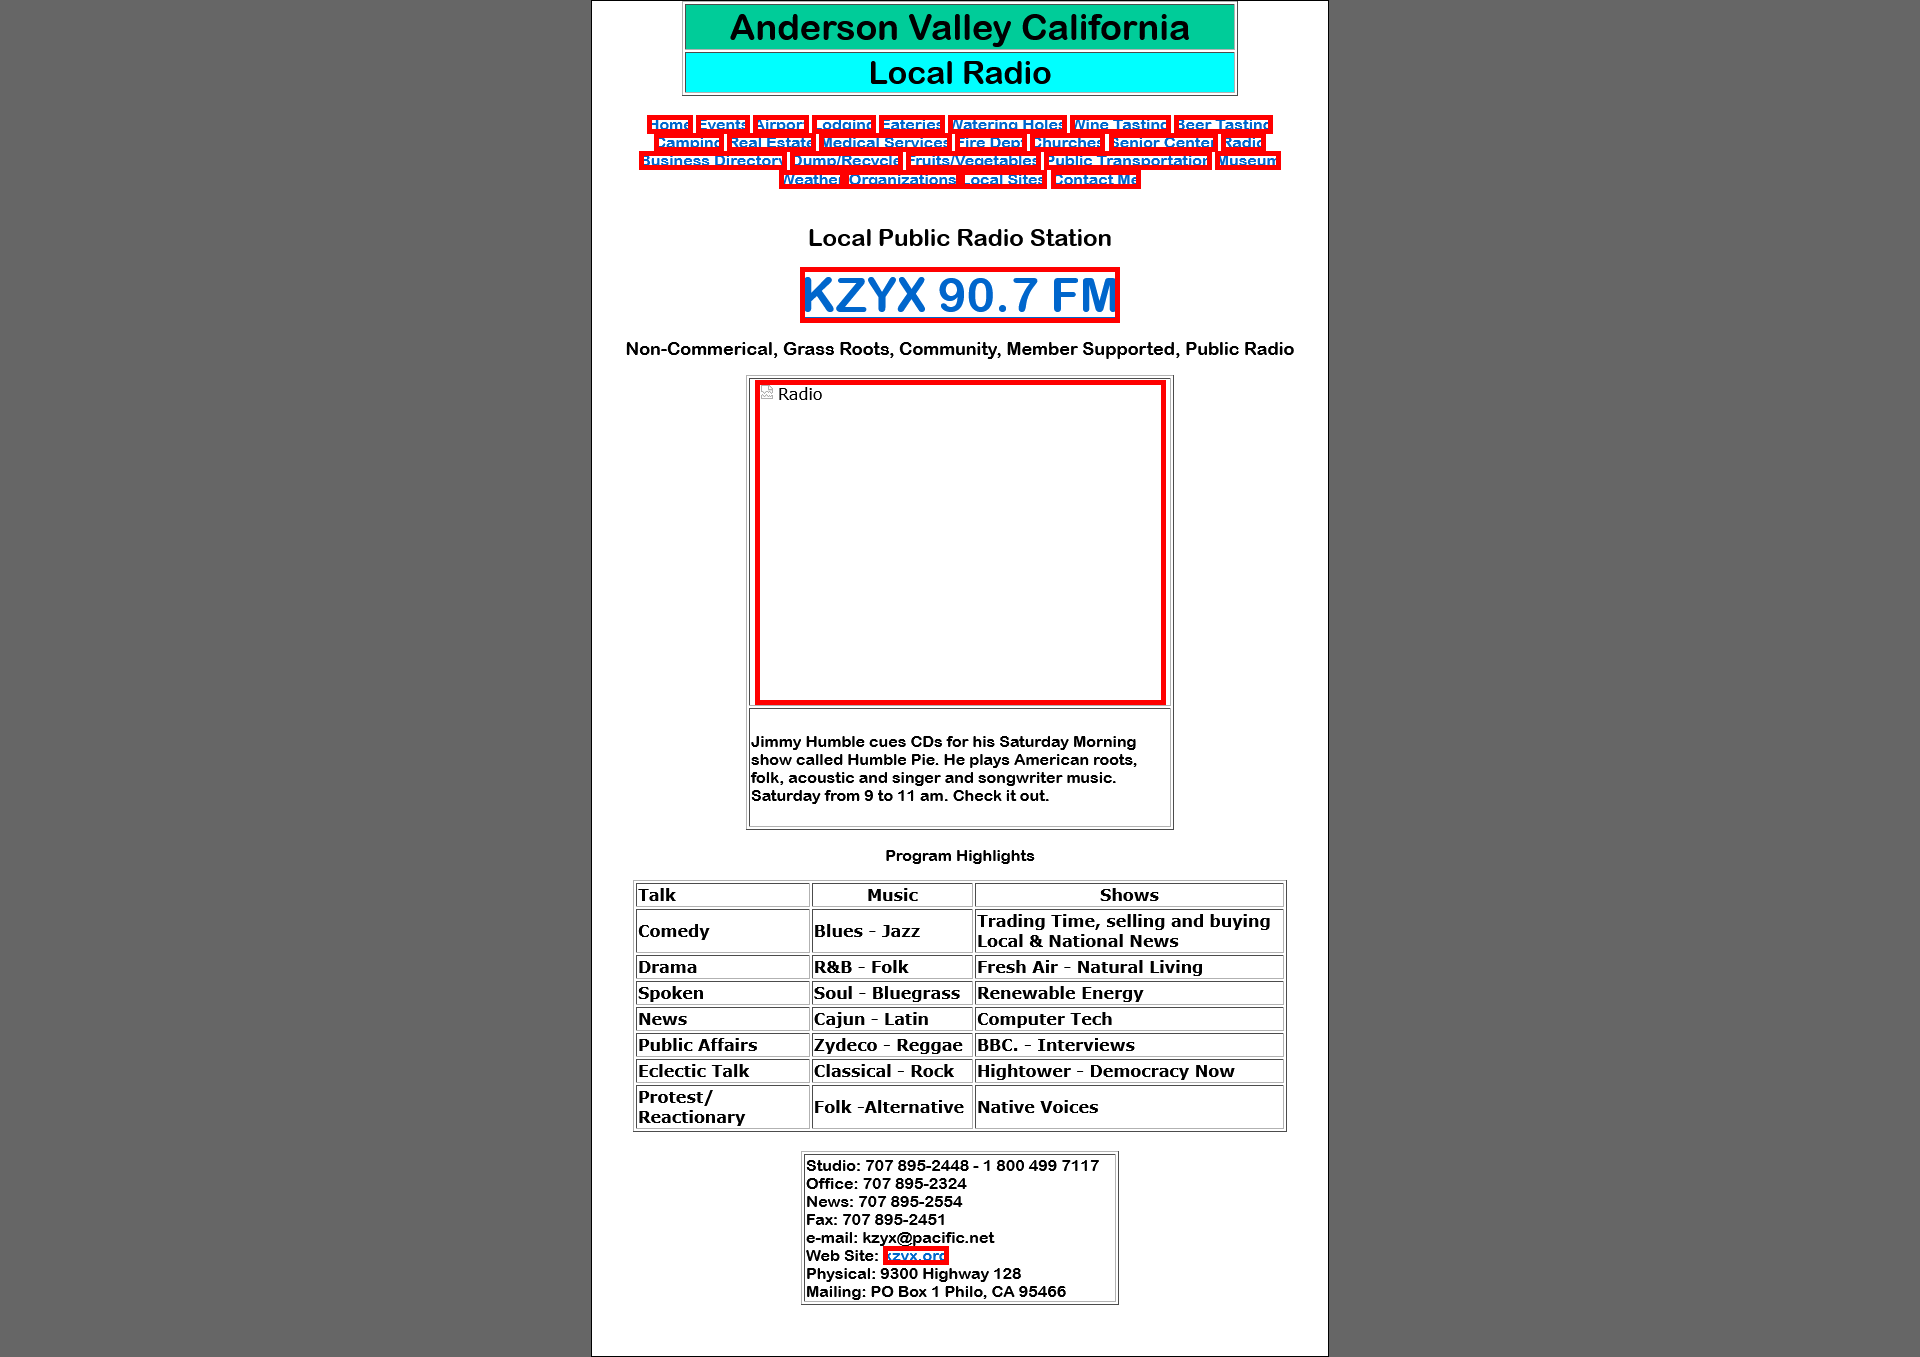 Anderson Valley California
Local Radio
Home Events Airport Lodging Eateries Watering Holes Wine Tasting Beer Tasting
Camping Real Estate Medical Services Fire Dept Churches Senior Center Radio
Business Directory Dump/Recycle Fruits/Vegetables Public Transportation Museum
Weather Organizations Local Sites Contact Me
Local Public Radio Station
KZYX 90.7 FM
Non-Commerical, Grass Roots, Community, Member Supported, Public Radio
Radio
Jimmy Humble cues CDs for his Saturday Morning
show called Humble Pie. He plays American roots,
folk, acoustic and singer and songwriter music.
Saturday from 9 to 11 am. Check it out.
Program Highlights
Talk Music Shows
Comedy Blues - Jazz Trading Time, selling and buying
Local & National News
Drama R&B - Folk Fresh Air - Natural Living
Spoken Soul - Bluegrass Renewable Energy
News Cajun - Latin Computer Tech
Public Affairs Zydeco - Reggae BBC. - Interviews
Eclectic Talk Classical - Rock Hightower - Democracy Now
Protest/
Reactionary Folk -Alternative Native Voices
Studio: 707 895-2448 - 1 800 499 7117
Office: 707 895-2324
News: 707 895-2554
Fax: 707 895-2451
e-mail: kzyx@pacific.net
Web Site: kzyx.org
Physical: 9300 Highway 128
Mailing: PO Box 1 Philo, CA 95466